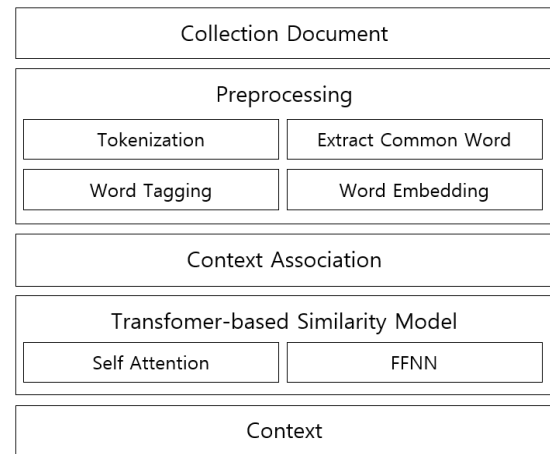 Collection Document
Preprocessing
Tokenization
Extract Common Word
Word Tagging
Word Embedding
Context Association
Transfomer-based Similarity Model
Self Attention
FFNN
Context